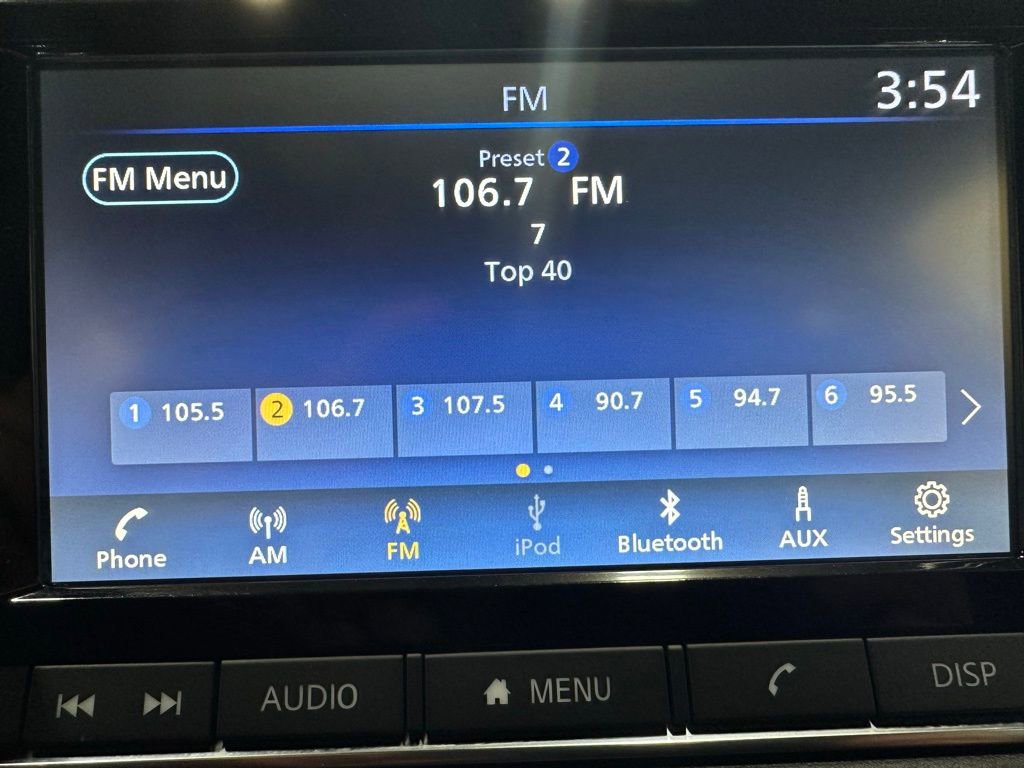 FM
3:54
FM Menu
Preset 2
106.7 FM
7
Top 40
1 105.5
2 106.7
3 107.5
4 90.7
5 94.7
6 95.5
Phone
AM
FM
iPod
Bluetooth
AUX
Settings
AUDIO
MENU
DISP